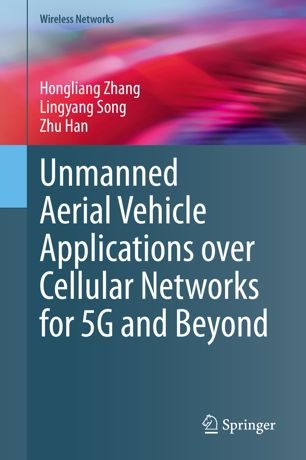 Wireless Networks
Hongliang Zhang
Lingyang Song
Zhu Han
Unmanned
Aerial Vehicle
Applications over
Cellular Networks
for 5G and Beyond
Springer